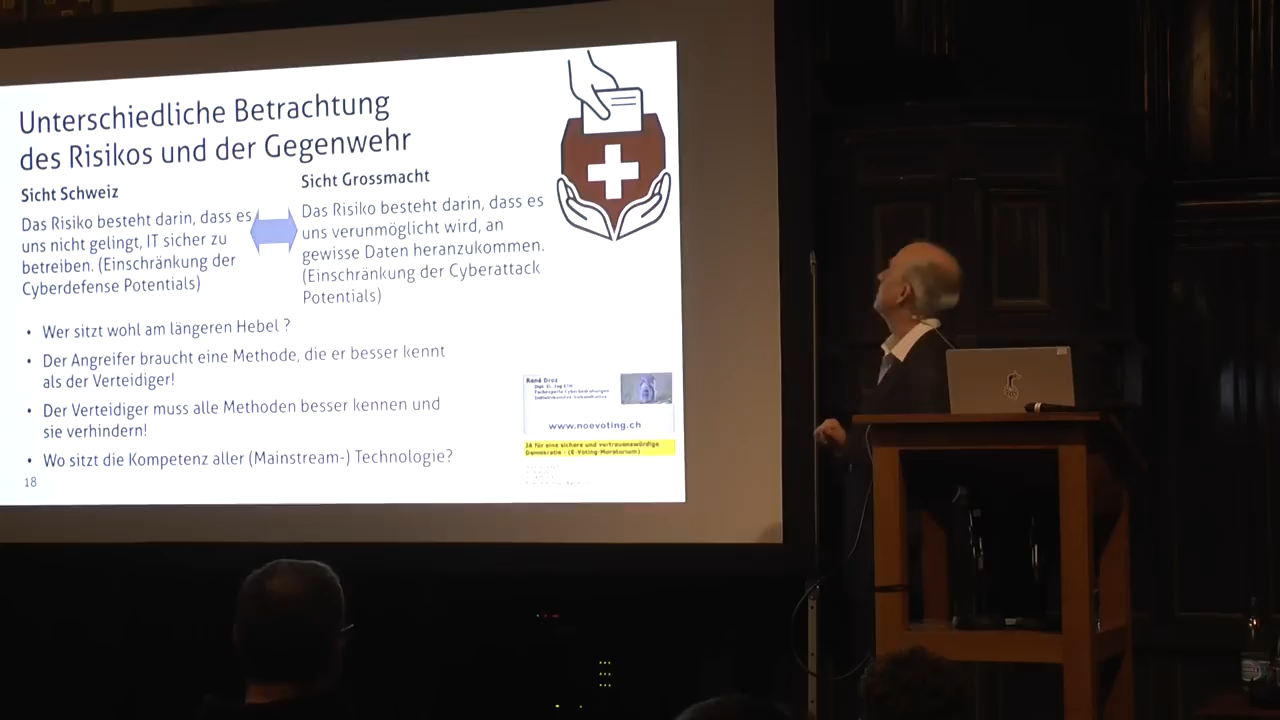 Unterschiedliche Betrachtung
des Risikos und der Gegenwehr
Sicht Schweiz
Das Risiko besteht darin, dass es
uns nicht gelingt, IT sicher zu
betreiben. (Einschränkung der
Cyberdefense Potentials)
Sicht Grossmacht
Das Risiko besteht darin, dass es
uns verunmöglicht wird, an
gewisse Daten heranzukommen.
(Einschränkung der Cyberattack
Potentials)
• Wer sitzt wohl am längeren Hebel ?
• Der Angreifer braucht eine Methode, die er besser kennt
als der Verteidiger!
• Der Verteidiger muss alle Methoden besser kennen und
sie verhindern!
• Wo sitzt die Kompetenz aller (Mainstream-) Technologie?
18
René Droz
Dipl. El. Ing ETH
www.noevoting.ch
JA für eine sichere und vertrauenswürdige
Demokratie - (E-Voting-Moratorium)